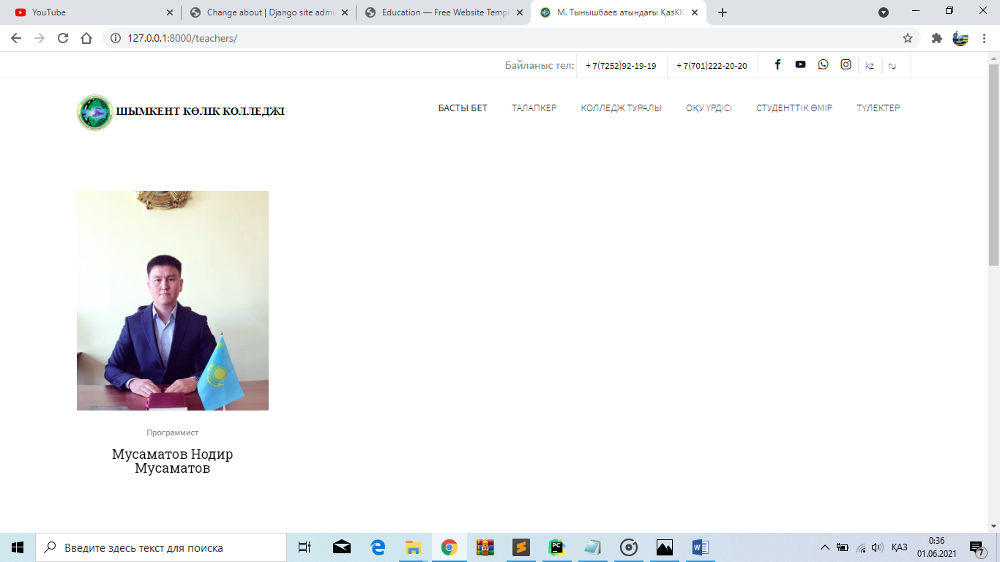 YouTube
Change about | Django site admi
Education — Free Website Templ
М. Тынышбаев атындағы ҚазКК
127.0.0.1:8000/teachers/
Байланыс тел: + 7(7252)92-19-19 + 7(701)222-20-20 kz ru
ШЫМКЕНТ КӨЛІК КОЛЛЕДЖІ
БАСТЫ БЕТ ТАЛАПКЕР КОЛЛЕДЖ ТУРАЛЫ ОҚУ ҮРДІСІ СТУДЕНТТІК ӨМІР ТҮЛЕКТЕР
Программист
Мусаматов Нодир
Мусаматов
Введите здесь текст для поиска
ҚАЗ
0:36
01.06.2021
7